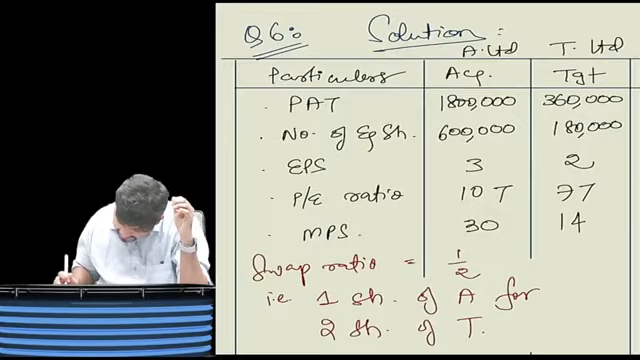 Q6: Solution:
A. Ltd T. Ltd
Particulars Acq. Tgt
. PAT 1800,000 360,000
. No. of Eq Sh. 600,000 180,000
. EPS 3 2
. P/E ratio 10T 7T
. MPS. 30 14
Swap ratio = 1/2
i.e 1 sh. of A for
2 sh. of T.